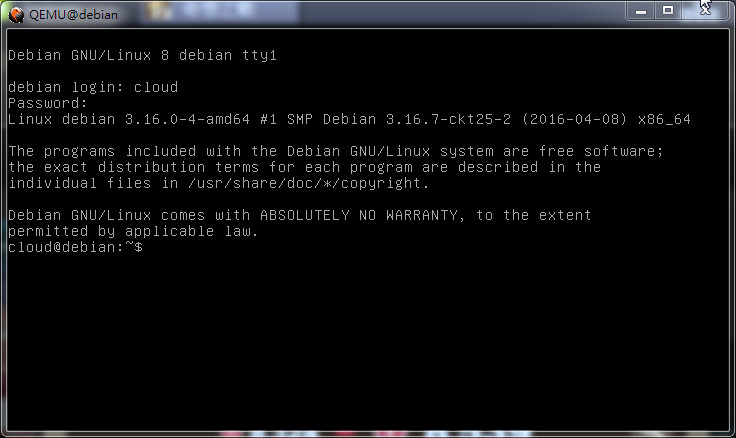 QEMU@debian
Debian GNU/Linux 8 debian tty1
debian login: cloud
Password:
Linux debian 3.16.0-4-amd64 #1 SMP Debian 3.16.7-ckt25-2 (2016-04-08) x86_64
The programs included with the Debian GNU/Linux system are free software;
the exact distribution terms for each program are described in the
individual files in /usr/share/doc/*/copyright.
Debian GNU/Linux comes with ABSOLUTELY NO WARRANTY, to the extent
permitted by applicable law.
cloud@debian:~$